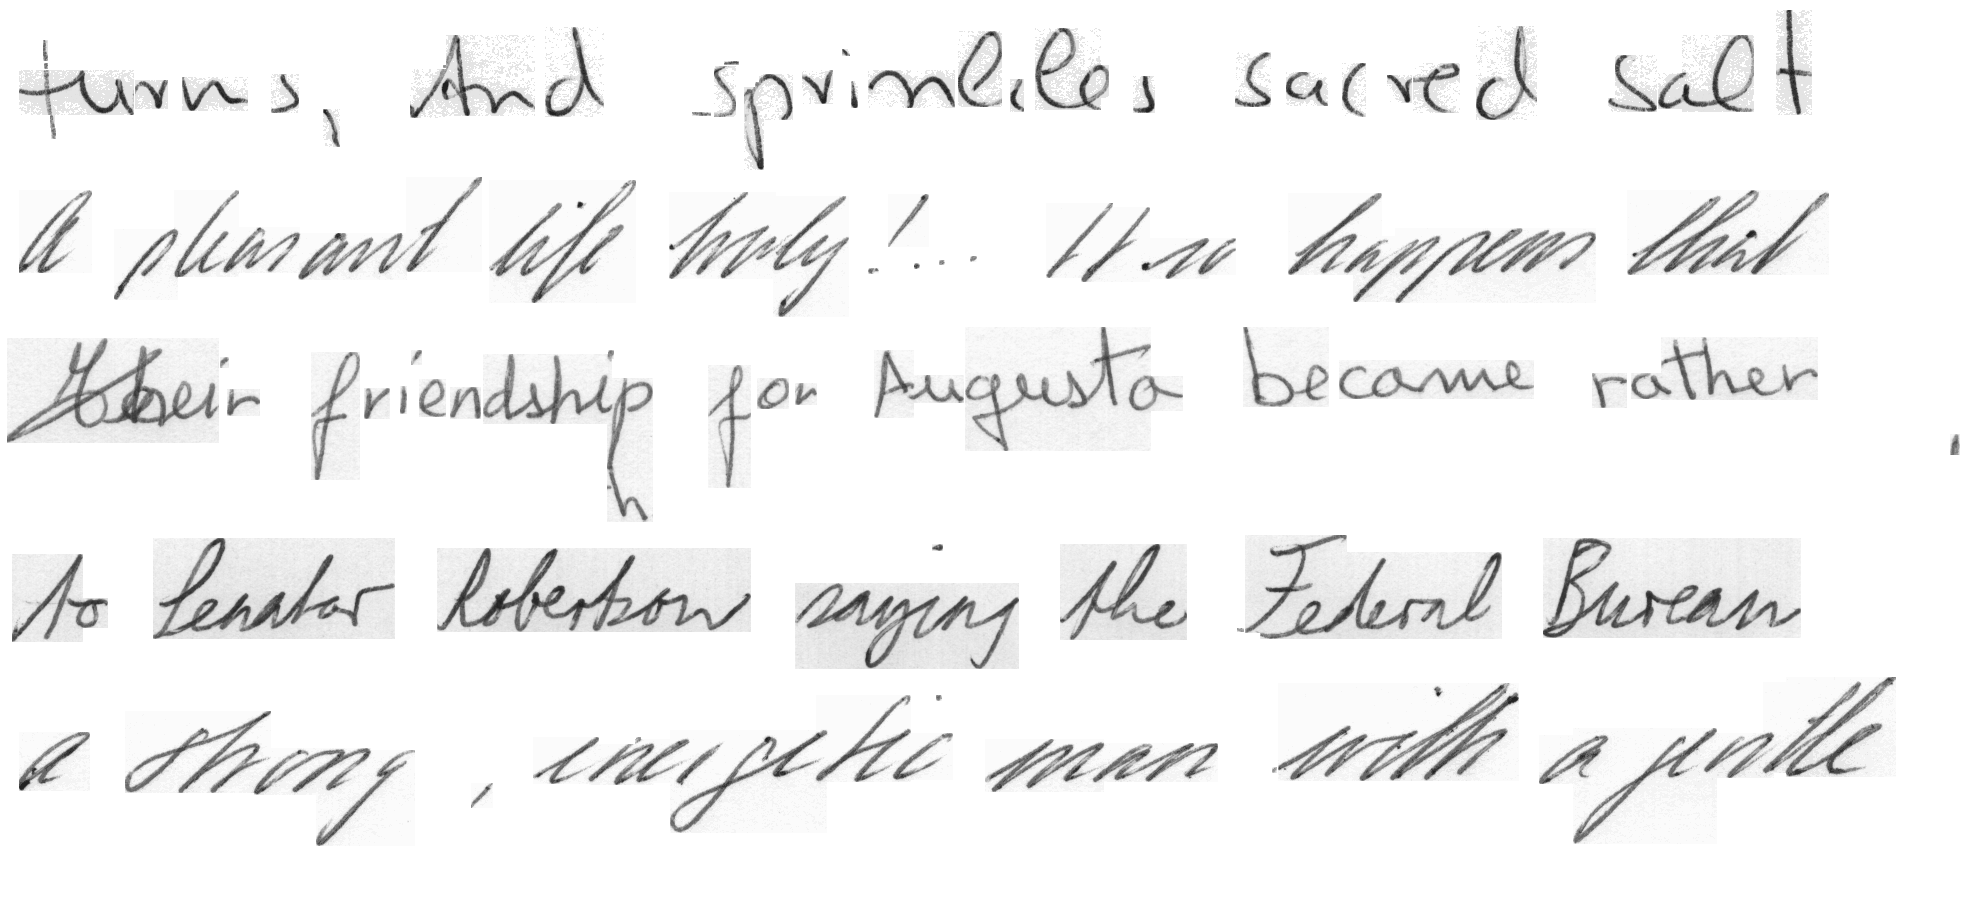 turns, And sprinkles sacred salt
A pleasant life truly! ... It so happens that
Their friendship for Augusta became rather
to Senator Robertson saying the Federal Bureau
a strong, energetic man with a gentle